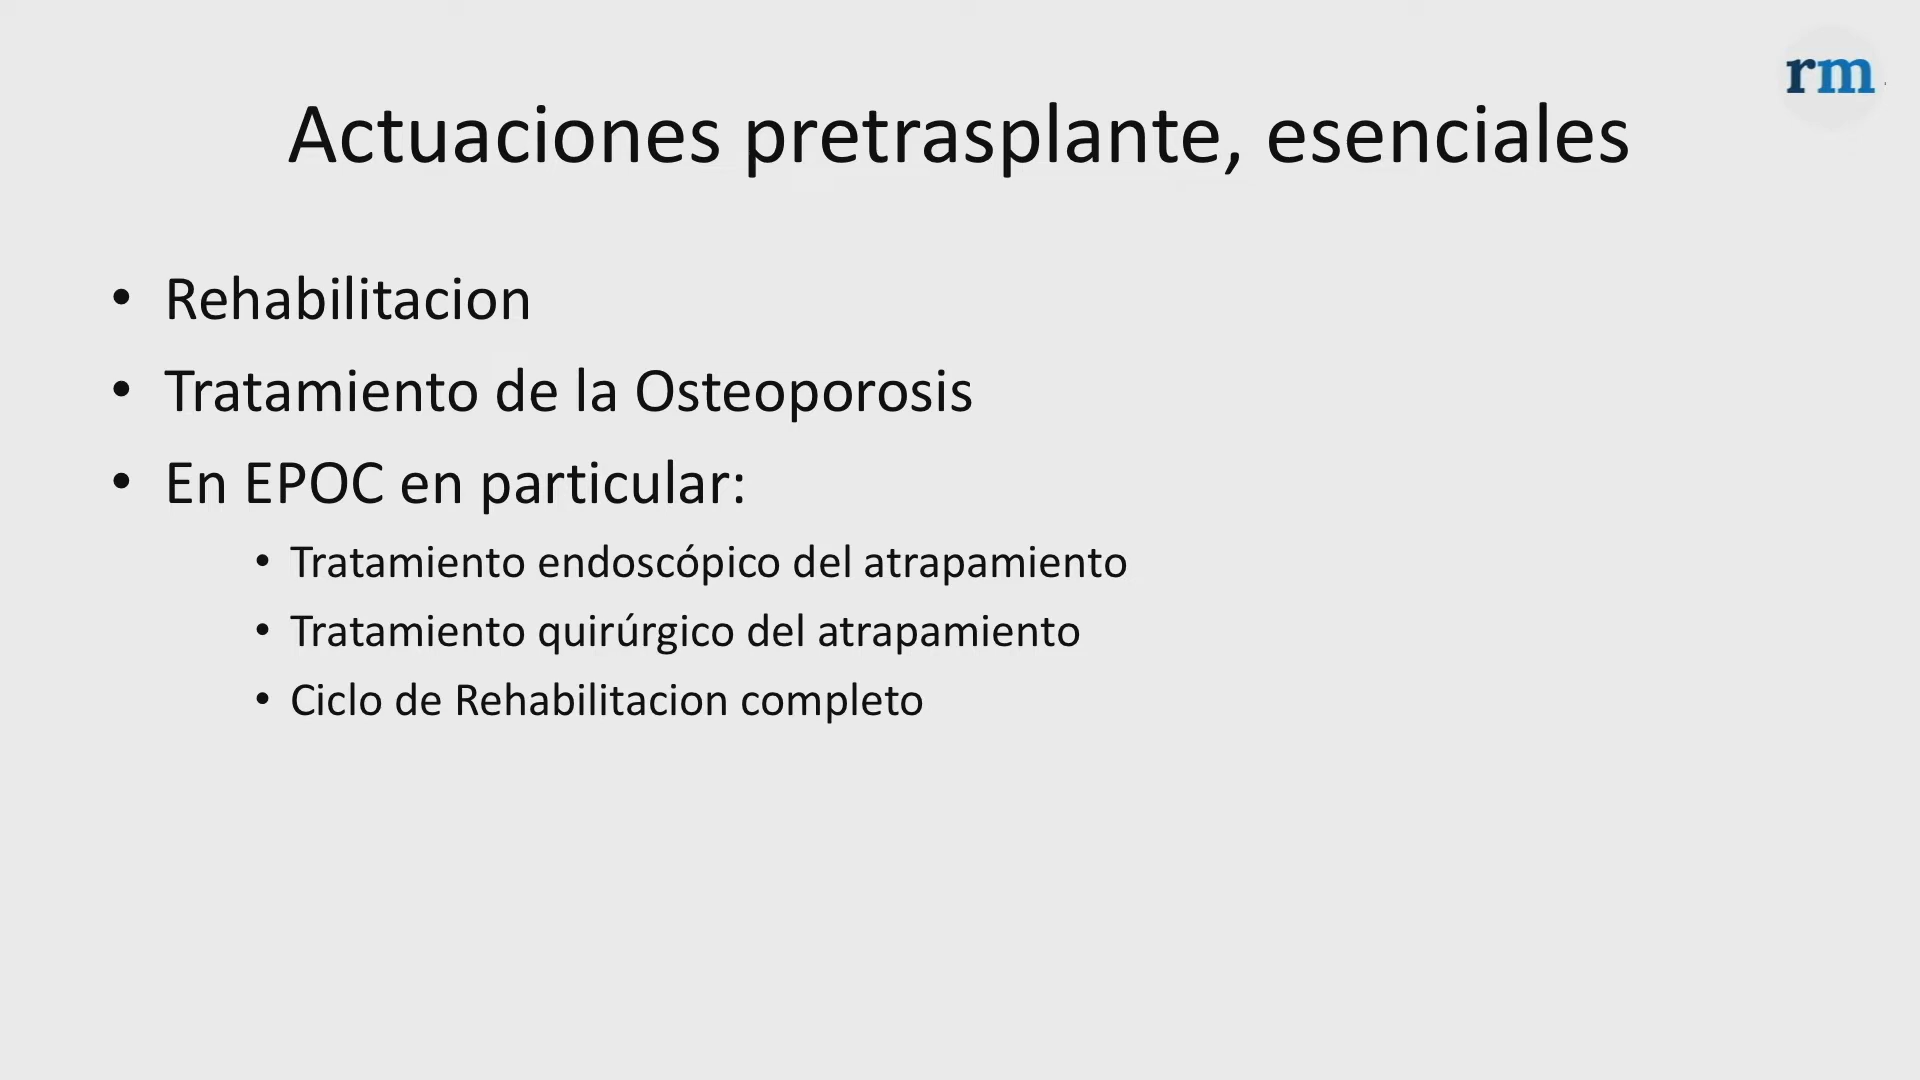 rm
Actuaciones pretrasplante, esenciales
• Rehabilitacion
• Tratamiento de la Osteoporosis
• En EPOC en particular:
• Tratamiento endoscópico del atrapamiento
• Tratamiento quirúrgico del atrapamiento
• Ciclo de Rehabilitacion completo